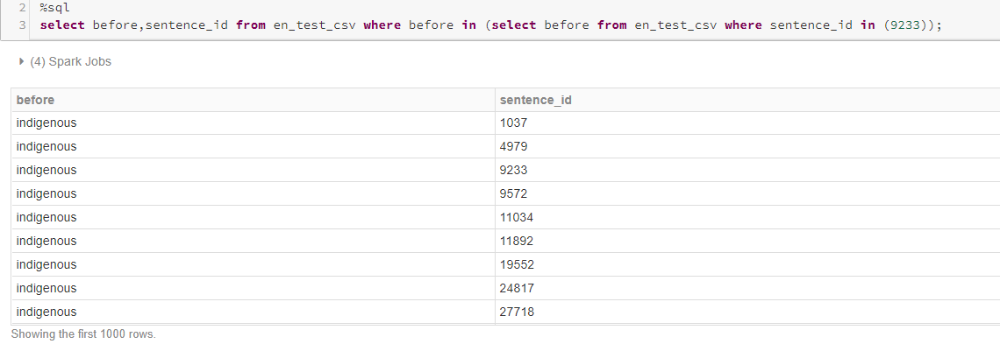 2 %sql
3 select before,sentence_id from en_test_csv where before in (select before from en_test_csv where sentence_id in (9233));
(4) Spark Jobs
before sentence_id
indigenous 1037
indigenous 4979
indigenous 9233
indigenous 9572
indigenous 11034
indigenous 11892
indigenous 19552
indigenous 24817
indigenous 27718
Showing the first 1000 rows.